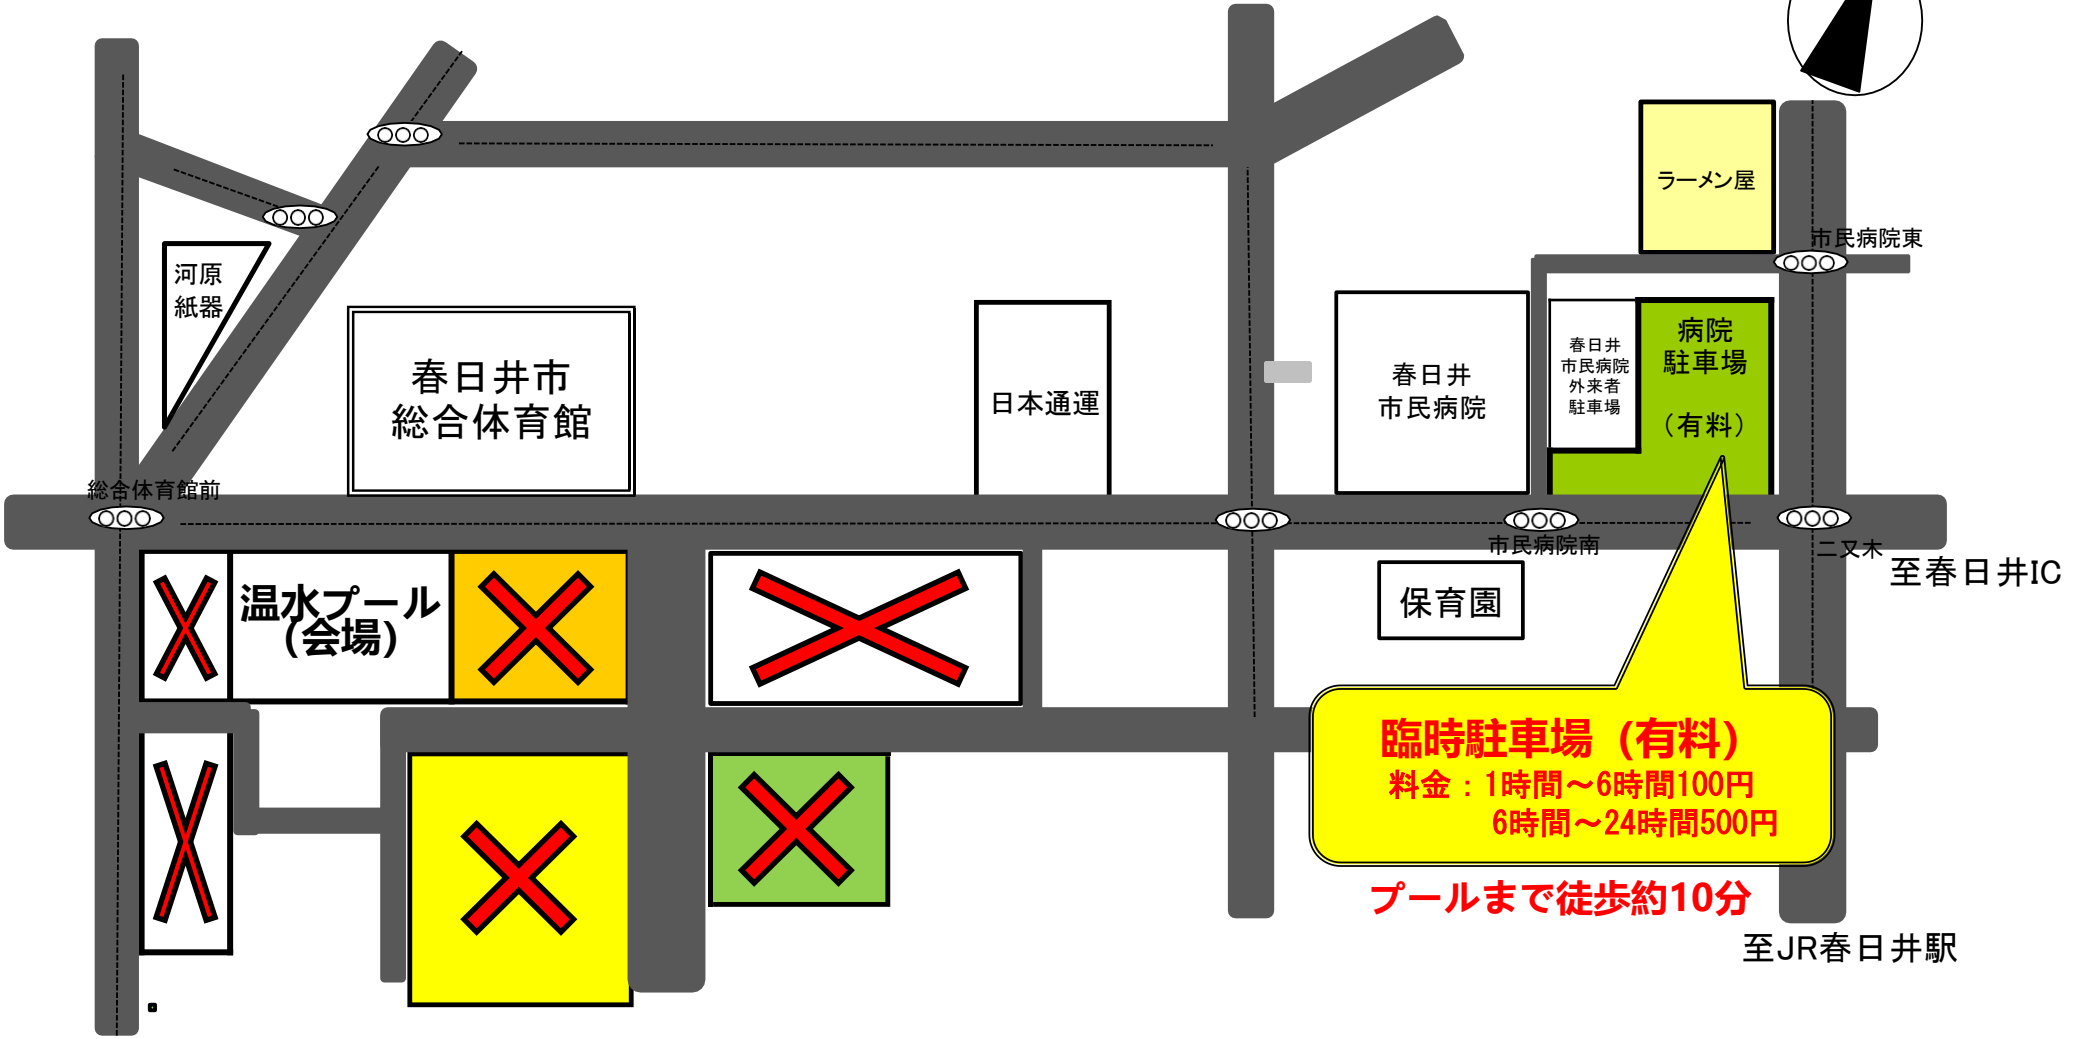 ラーメン屋
市民病院東
河原
紙器
春日井市
総合体育館
日本通運
春日井
市民病院
春日井
市民病院
外来者
駐車場
病院
駐車場
（有料）
総合体育館前
市民病院南
二又木
至春日井IC
温水プール
（会場）
保育園
臨時駐車場（有料）
料金：1時間～6時間100円
6時間～24時間500円
プールまで徒歩約10分
至JR春日井駅